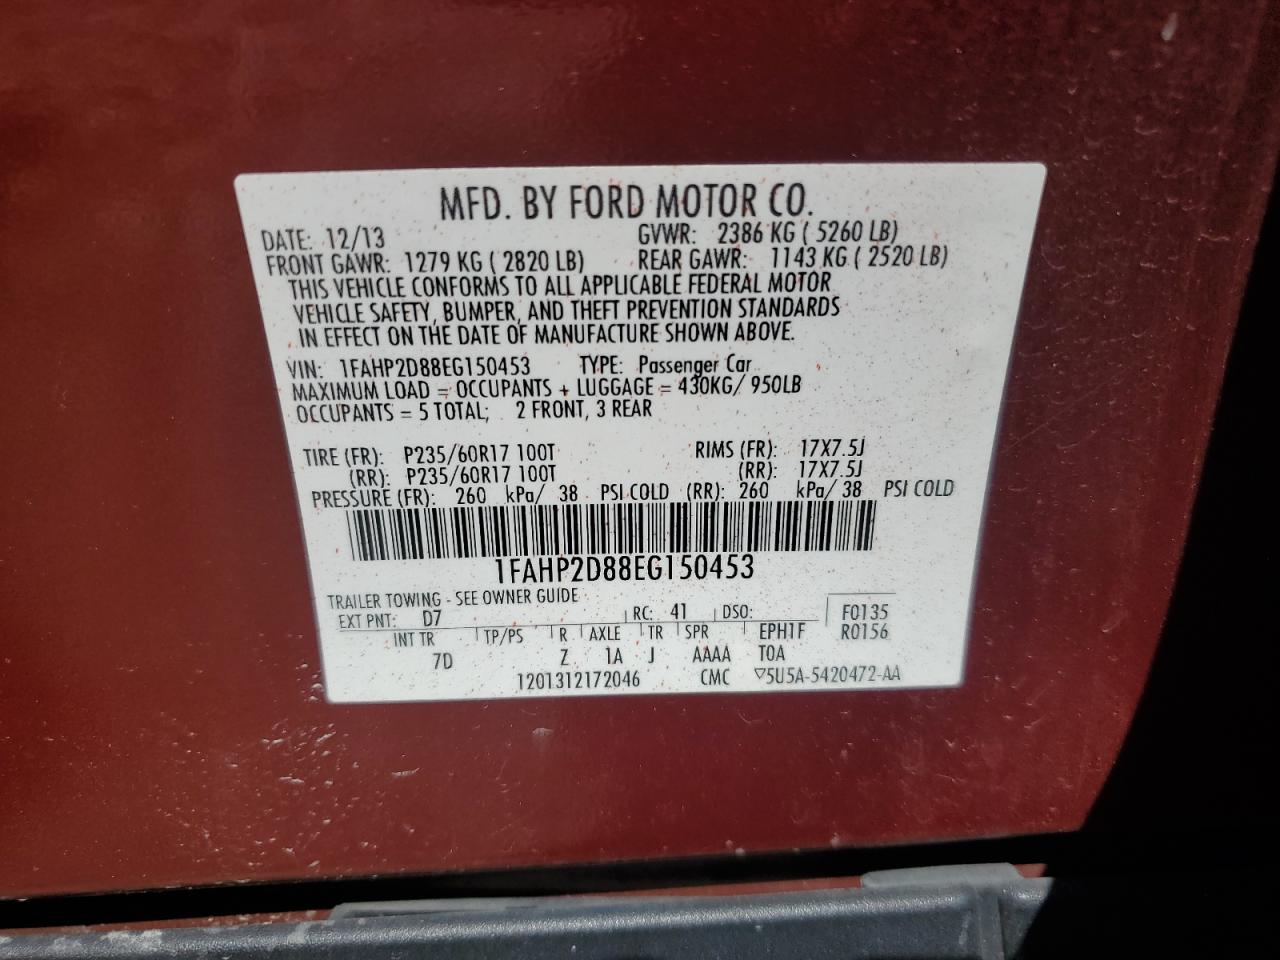 MFD. BY FORD MOTOR CO.
DATE: 12/13 GVWR: 2386 KG ( 5260 LB)
FRONT GAWR: 1279 KG ( 2820 LB) REAR GAWR: 1143 KG ( 2520 LB)
THIS VEHICLE CONFORMS TO ALL APPLICABLE FEDERAL MOTOR
VEHICLE SAFETY, BUMPER, AND THEFT PREVENTION STANDARDS
IN EFFECT ON THE DATE OF MANUFACTURE SHOWN ABOVE.
VIN: 1FAHP2D88EG150453 TYPE: Passenger Car
MAXIMUM LOAD = OCCUPANTS + LUGGAGE = 430KG/ 950LB
OCCUPANTS = 5 TOTAL; 2 FRONT, 3 REAR
TIRE (FR): P235/60R17 100T RIMS (FR): 17X7.5J
(RR): P235/60R17 100T (RR): 17X7.5J
PRESSURE (FR): 260 kPa/ 38 PSI COLD (RR): 260 kPa/ 38 PSI COLD
1FAHP2D88EG150453
TRAILER TOWING - SEE OWNER GUIDE
EXT PNT: D7 RC: 41 DSO: F0135
INT TR TP/PS R AXLE TR SPR EPH1F R0156
7D Z 1A J AAAA T0A
1201312172046 CMC ▽5U5A-5420472-AA